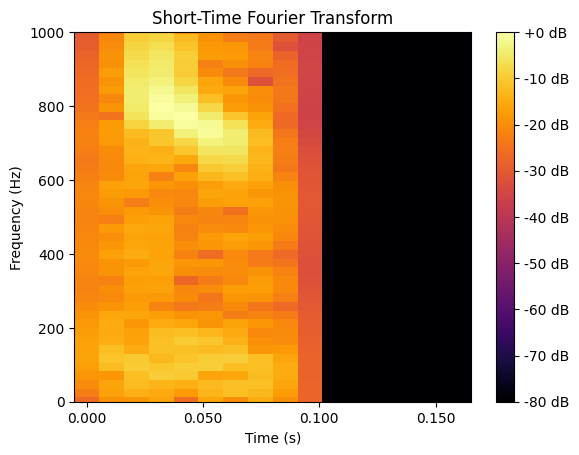 Short-Time Fourier Transform
1000
800
600
400
200
0
Frequency (Hz)
0.000
0.050
0.100
0.150
Time (s)
+0 dB
-10 dB
-20 dB
-30 dB
-40 dB
-50 dB
-60 dB
-70 dB
-80 dB